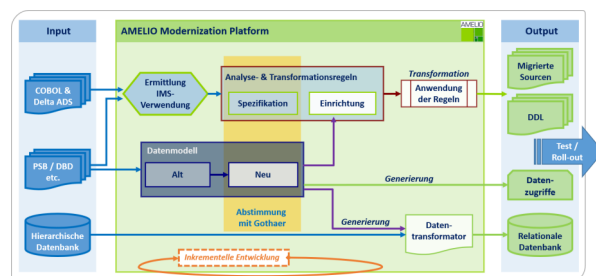 Input
AMELIO Modernization Platform
AMELIO
Output
COBOL &
Delta ADS
Ermittlung
IMS-
Verwendung
Analyse- & Transformationsregeln
Spezifikation
Einrichtung
Transformation
Anwendung
der Regeln
Migrierte
Sourcen
DDL
Test /
Roll-out
PSB / DBD
etc.
Datenmodell
Alt
Neu
Generierung
Daten-
zugriffe
Abstimmung
mit Gothaer
Generierung
Hierarchische
Datenbank
Daten-
transformator
Relationale
Datenbank
Inkrementelle Entwicklung